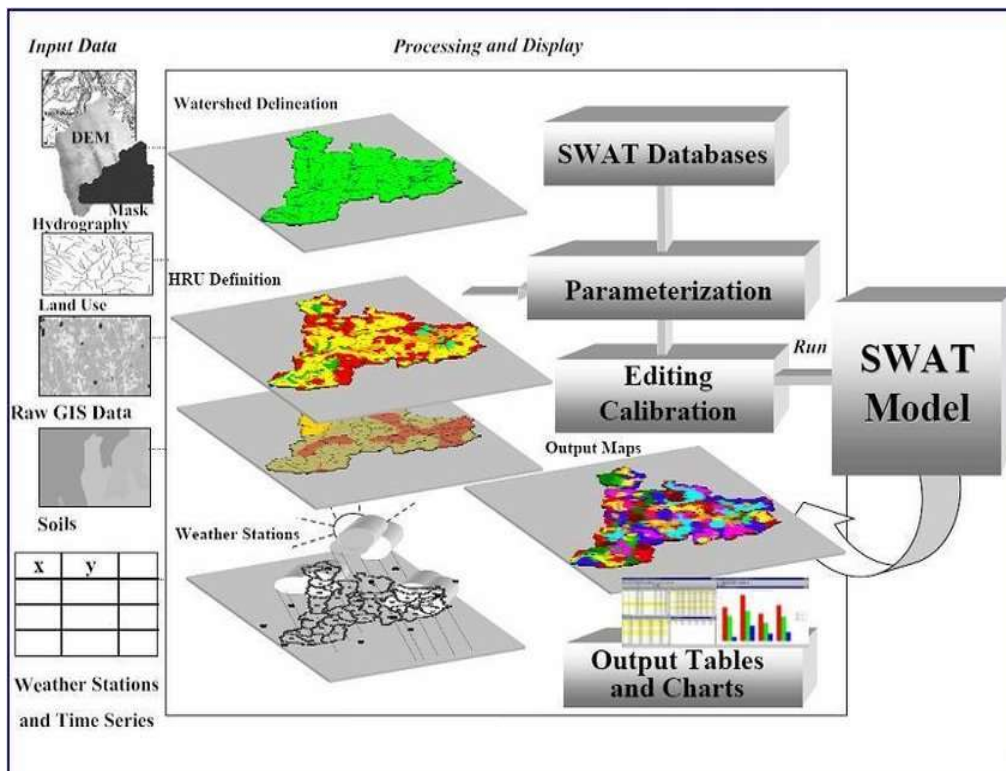 Input Data
Processing and Display
DEM
Mask
Hydrography
Land Use
Raw GIS Data
Soils
x y
Weather Stations
and Time Series
Watershed Delineation
HRU Definition
Weather Stations
SWAT Databases
Parameterization
Editing
Calibration
Run
SWAT
Model
Output Maps
Output Tables
and Charts